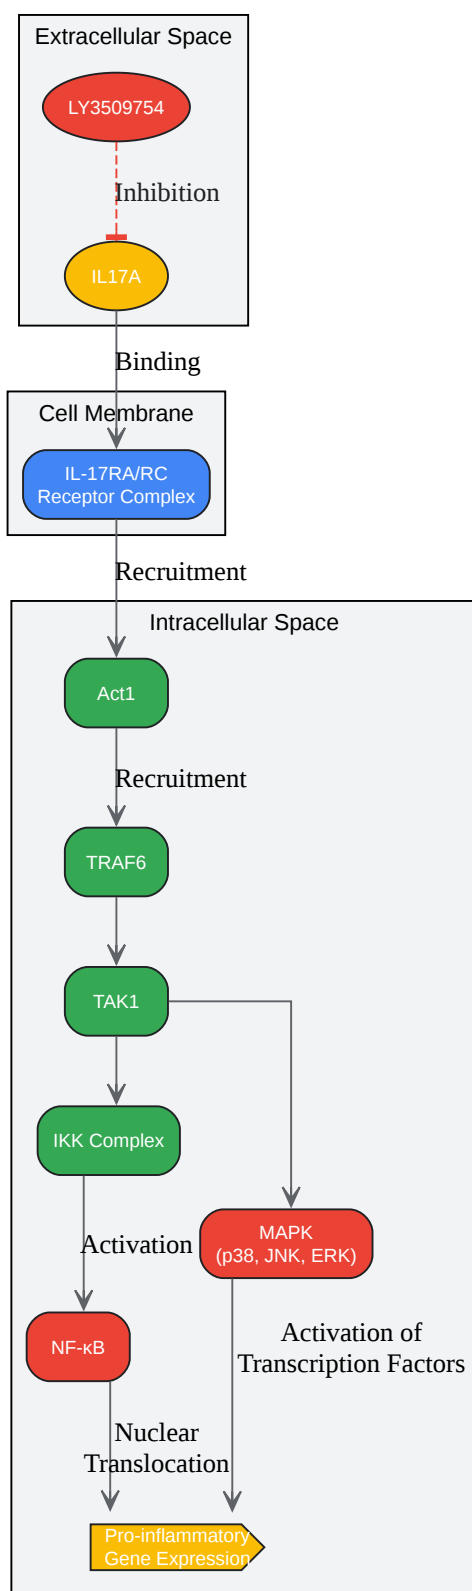 Extracellular Space
LY3509754
Inhibition
IL17A
Binding
Cell Membrane
IL-17RA/RC
Receptor Complex
Recruitment
Intracellular Space
Act1
Recruitment
TRAF6
TAK1
IKK Complex
MAPK
(p38, JNK, ERK)
Activation
Activation of
Transcription Factors
NF-κB
Nuclear
Translocation
Pro-inflammatory
Gene Expression